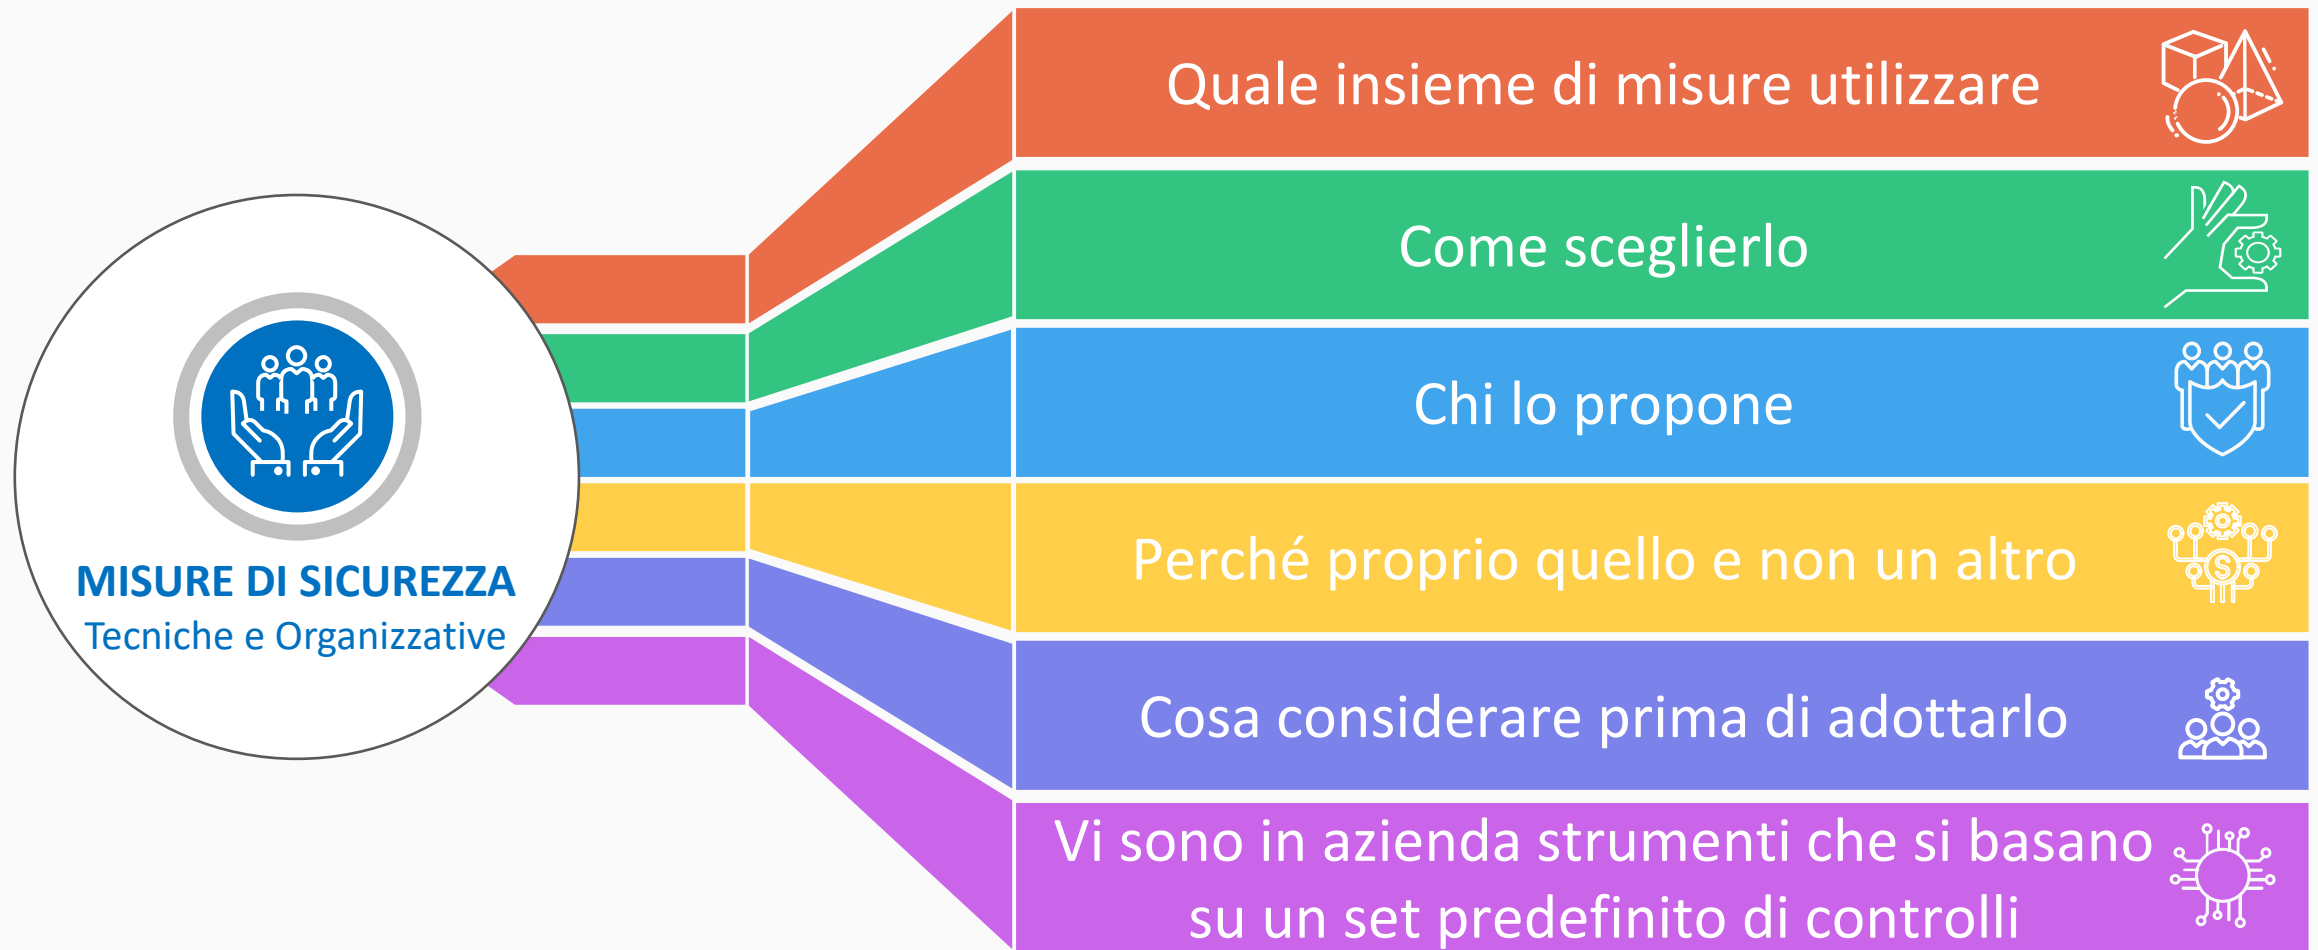 MISURE DI SICUREZZA
Tecniche e Organizzative
Quale insieme di misure utilizzare
Come sceglierlo
Chi lo propone
Perché proprio quello e non un altro
Cosa considerare prima di adottarlo
Vi sono in azienda strumenti che si basano
su un set predefinito di controlli